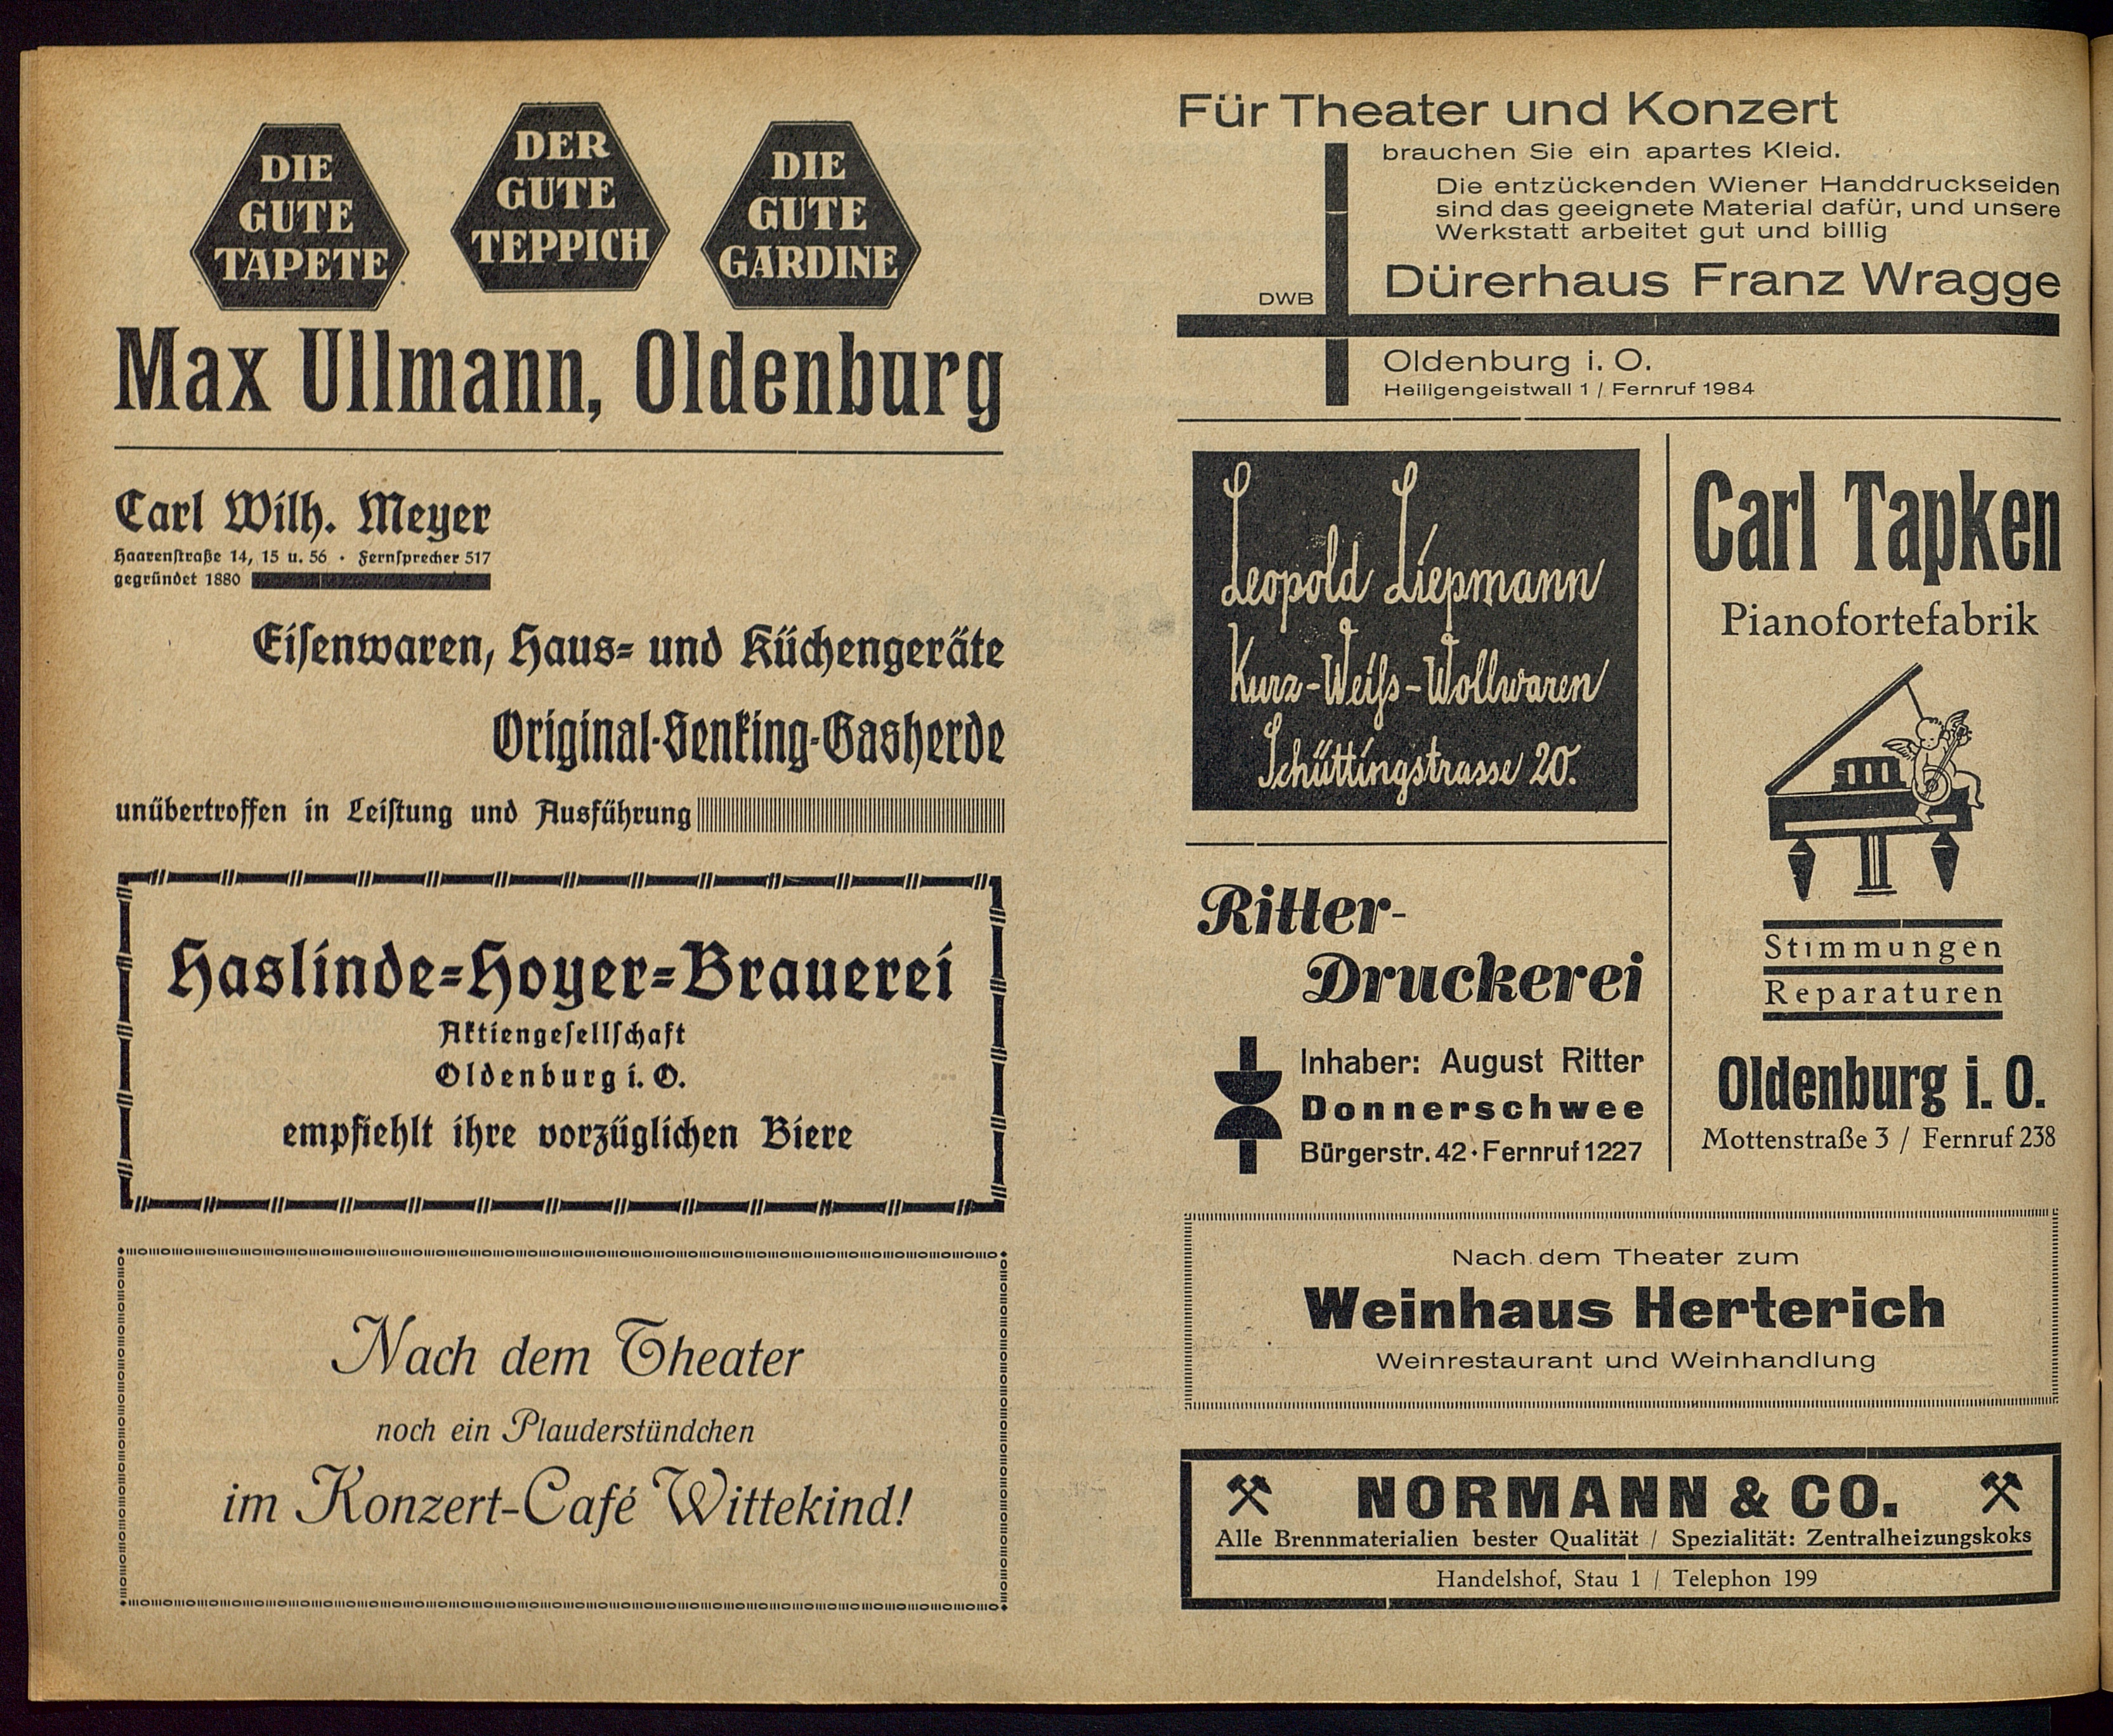 DIE
GUTE
TAPETE
DER
GUTE
TEPPICH
DIE
GUTE
GARDINE
Max Ullmann, Oldenburg
Carl Wilh. Meyer
Haarenſtraße 14, 15 u. 56 · Fernſprecher 517
gegründet 1880
Eiſenwaren, Haus- und Küchengeräte
Original-Senking-Gasherde
unübertroffen in Leiſtung und Ausführung
Haslinde-Hoyer-Brauerei
Aktiengeſellſchaft
Oldenburg i. O.
empfiehlt ihre vorzüglichen Biere
Nach dem Theater
noch ein Plauderstündchen
im Konzert-Café Wittekind!
Für Theater und Konzert
brauchen Sie ein apartes Kleid.
Die entzückenden Wiener Handdruckseiden
sind das geeignete Material dafür, und unsere
Werkstatt arbeitet gut und billig
Dürerhaus Franz Wragge
DWB
Oldenburg i. O.
Heiligengeistwall 1 / Fernruf 1984
Leopold Liepmann
Kurz-Weiſs-Wollwaren
Schüttingstrasse 20.
Ritter-
Druckerei
Inhaber: August Ritter
Donnerschwee
Bürgerstr. 42 · Fernruf 1227
Carl Tapken
Pianofortefabrik
Stimmungen
Reparaturen
Oldenburg i. O.
Mottenstraße 3 / Fernruf 238
Nach dem Theater zum
Weinhaus Herterich
Weinrestaurant und Weinhandlung
NORMANN & CO.
Alle Brennmaterialien bester Qualität / Spezialität: Zentralheizungskoks
Handelshof, Stau 1 / Telephon 199